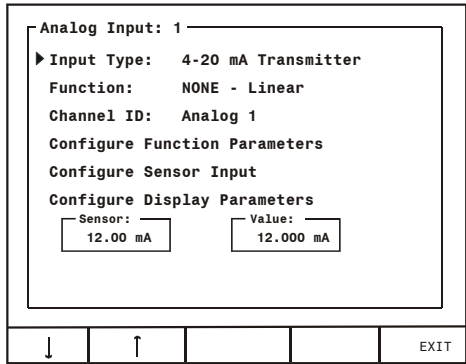 Analog Input: 1
Input Type: 4-20 mA Transmitter
Function: NONE - Linear
Channel ID: Analog 1
Configure Function Parameters
Configure Sensor Input
Configure Display Parameters
Sensor: Value:
12.00 mA 12.000 mA
EXIT